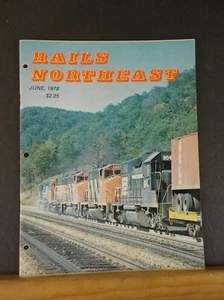 RAILS
NORTHEAST
JUNE, 1978
$2.25